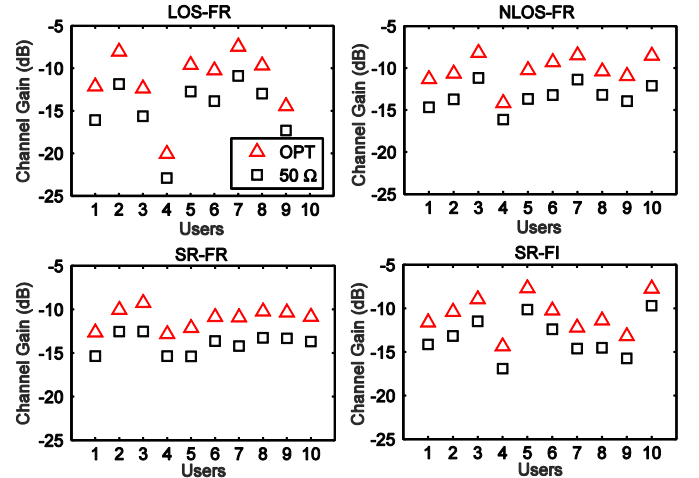 LOS-FR
Channel Gain (dB)
-5
-10
-15
-20
-25
1 2 3 4 5 6 7 8 9 10
Users
OPT
50 Ω
NLOS-FR
Channel Gain (dB)
-5
-10
-15
-20
-25
1 2 3 4 5 6 7 8 9 10
Users
SR-FR
Channel Gain (dB)
-5
-10
-15
-20
-25
1 2 3 4 5 6 7 8 9 10
Users
SR-FI
Channel Gain (dB)
-5
-10
-15
-20
-25
1 2 3 4 5 6 7 8 9 10
Users